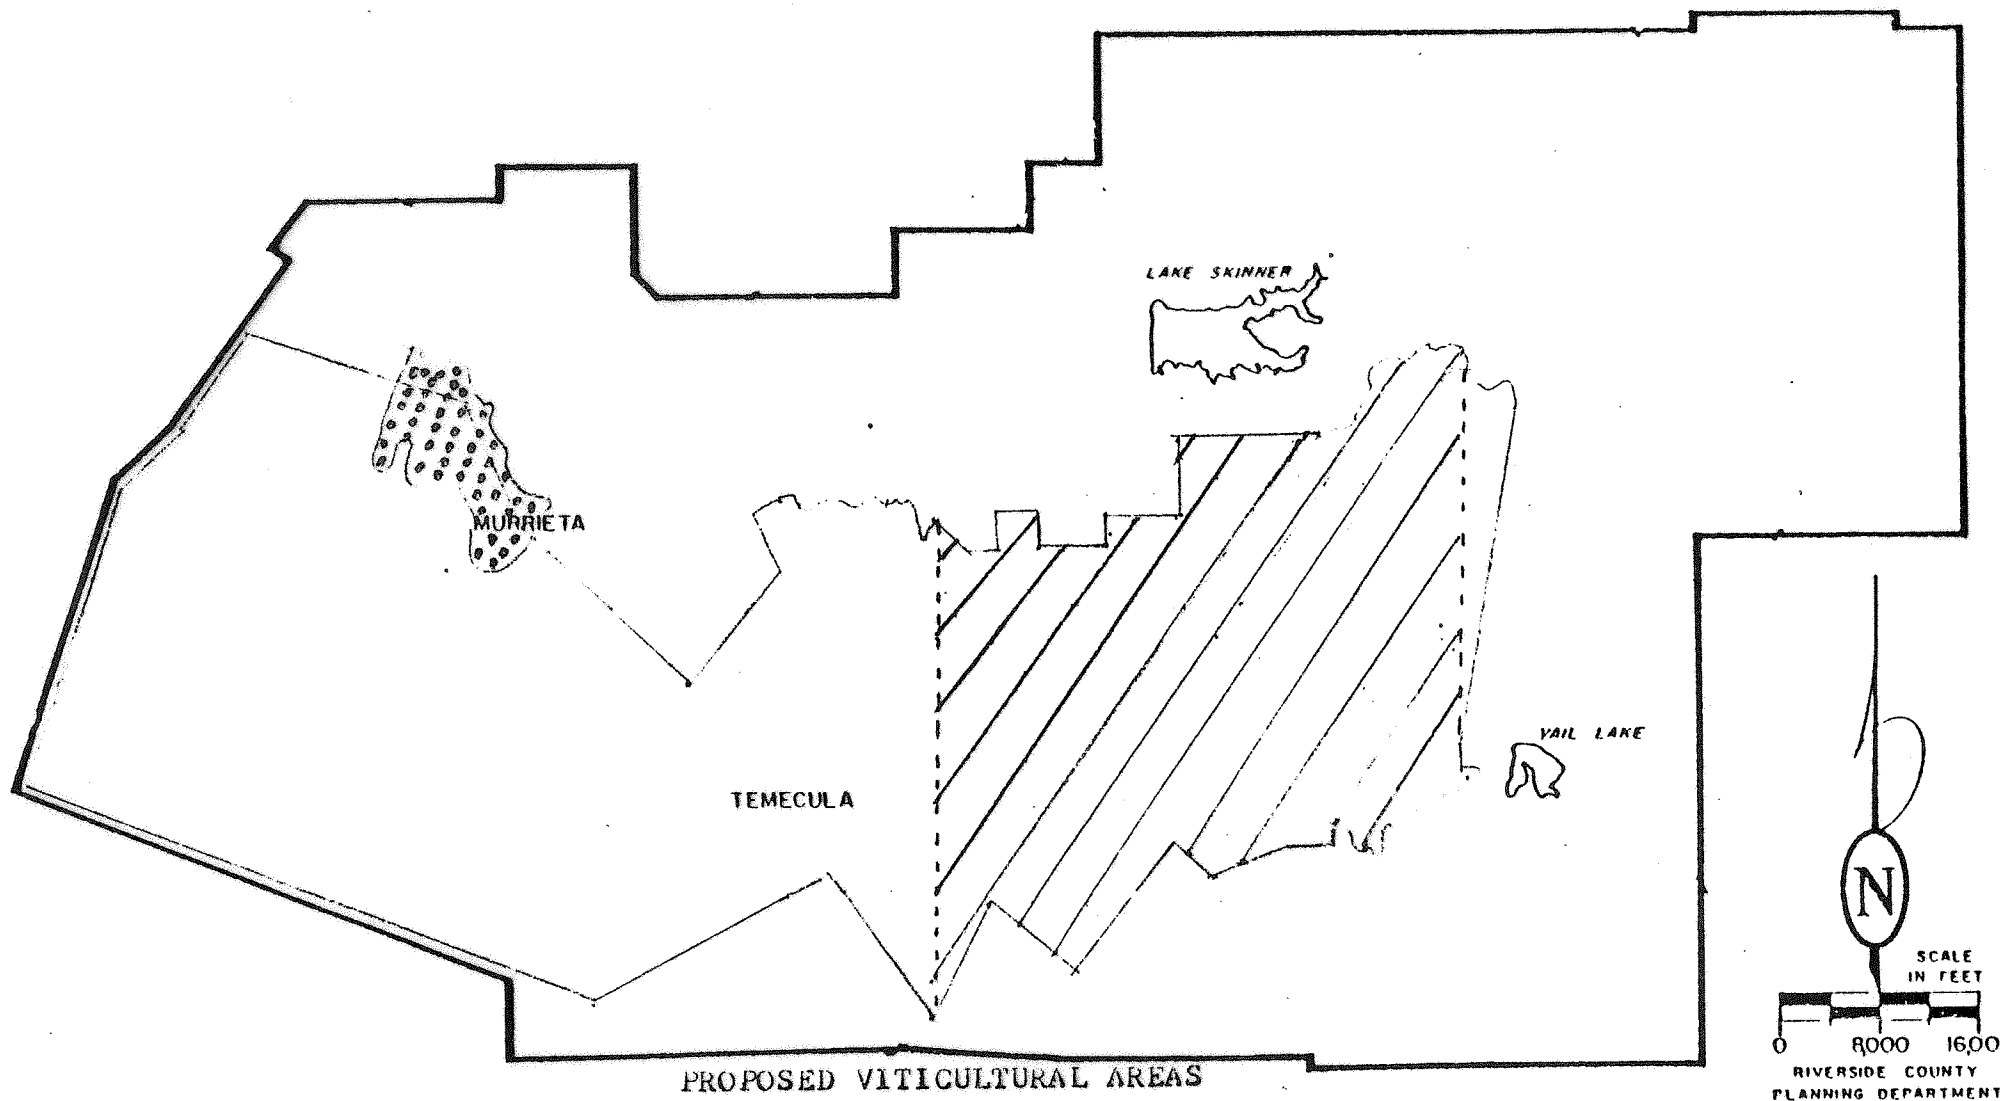 LAKE SKINNER
MURRIETA
VAIL LAKE
TEMECULA
N
SCALE
IN FEET
0 8,000 16,00
RIVERSIDE COUNTY
PLANNING DEPARTMENT
PROPOSED VITICULTURAL AREAS